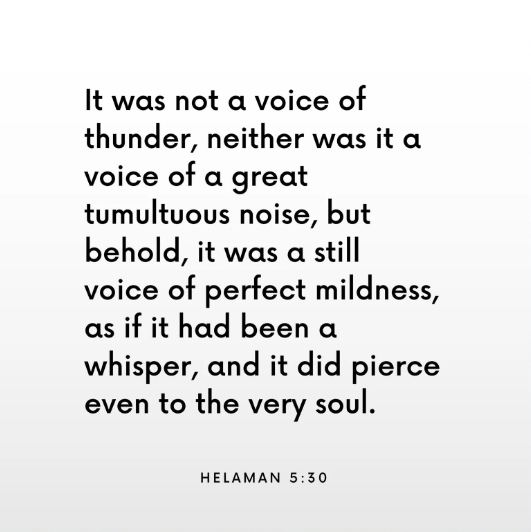 It was not a voice of
thunder, neither was it a
voice of a great
tumultuous noise, but
behold, it was a still
voice of perfect mildness,
as if it had been a
whisper, and it did pierce
even to the very soul.
HELAMAN 5:30